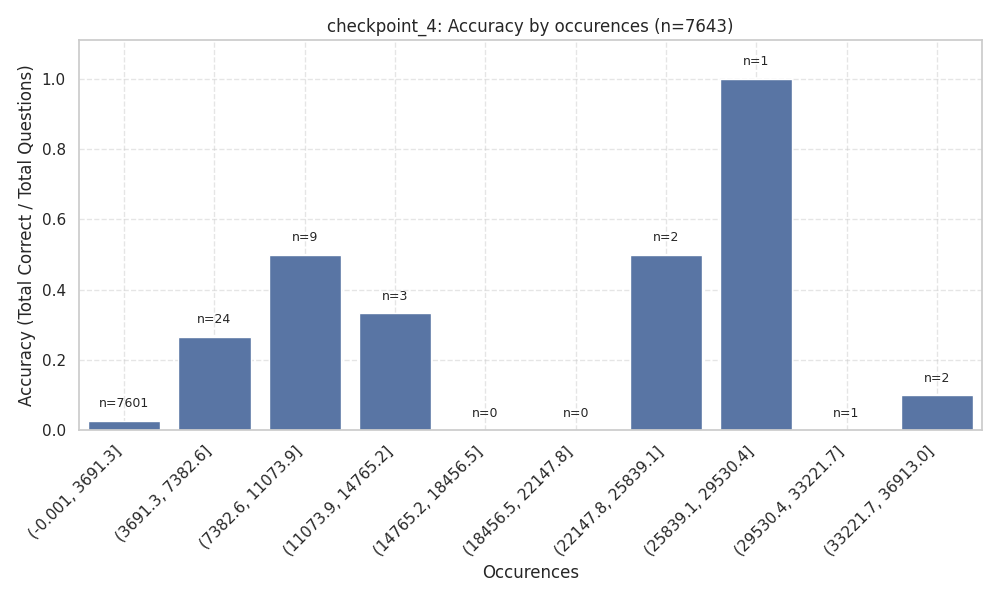 checkpoint_4: Accuracy by occurences (n=7643)
Accuracy (Total Correct / Total Questions)
1.0
0.8
0.6
0.4
0.2
0.0
n=7601
n=24
n=9
n=3
n=0
n=0
n=2
n=1
n=1
n=2
(-0.001, 3691.3]
(3691.3, 7382.6]
(7382.6, 11073.9]
(11073.9, 14765.2]
(14765.2, 18456.5]
(18456.5, 22147.8]
(22147.8, 25839.1]
(25839.1, 29530.4]
(29530.4, 33221.7]
(33221.7, 36913.0]
Occurences